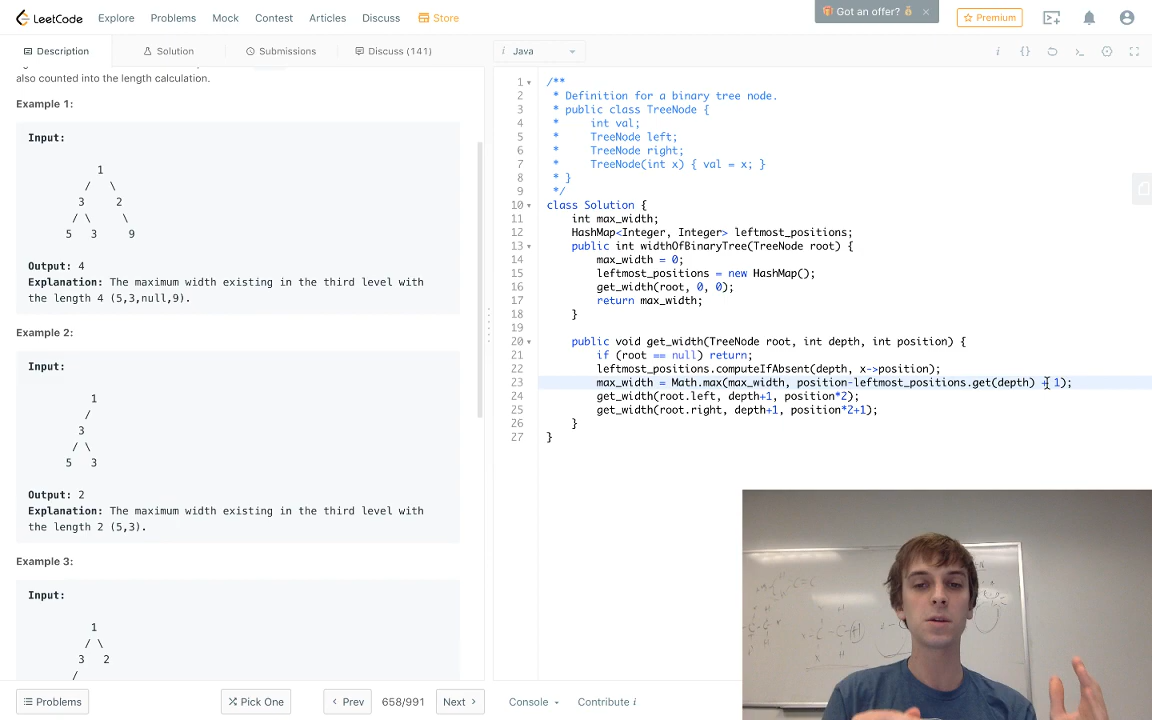 LeetCode Explore Problems Mock Contest Articles Discuss Store Got an offer? × Premium
Description Solution Submissions Discuss (141) i Java
also counted into the length calculation.
Example 1:
Input:
1
/ \
3 2
/ \ \
5 3 9
Output: 4
Explanation: The maximum width existing in the third level with
the length 4 (5,3,null,9).
Example 2:
Input:
1
/
3
/ \
5 3
Output: 2
Explanation: The maximum width existing in the third level with
the length 2 (5,3).
Example 3:
Input:
1
/ \
3 2
/
1 /**
2 * Definition for a binary tree node.
3 * public class TreeNode {
4 * int val;
5 * TreeNode left;
6 * TreeNode right;
7 * TreeNode(int x) { val = x; }
8 * }
9 */
10 class Solution {
11 int max_width;
12 HashMap<Integer, Integer> leftmost_positions;
13 public int widthOfBinaryTree(TreeNode root) {
14 max_width = 0;
15 leftmost_positions = new HashMap();
16 get_width(root, 0, 0);
17 return max_width;
18 }
19
20 public void get_width(TreeNode root, int depth, int position) {
21 if (root == null) return;
22 leftmost_positions.computeIfAbsent(depth, x->position);
23 max_width = Math.max(max_width, position-leftmost_positions.get(depth) + 1);
24 get_width(root.left, depth+1, position*2);
25 get_width(root.right, depth+1, position*2+1);
26 }
27 }
Problems Pick One < Prev 658/991 Next > Console Contribute i